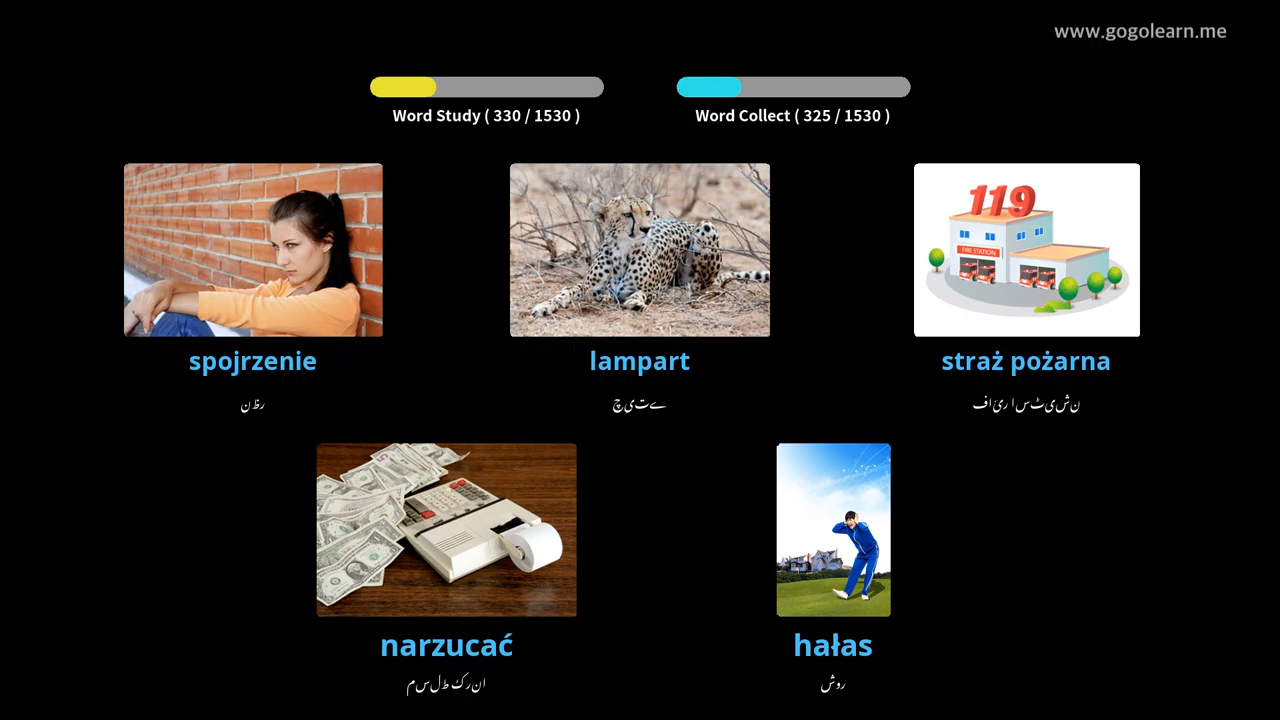 www.gogolearn.me
Word Study ( 330 / 1530 )
Word Collect ( 325 / 1530 )
spojrzenie
lampart
straż pożarna
نظر
چیتے
فائر اسٹیشن
narzucać
hałas
مسلط کرنا
شور
119
FIRE STATION